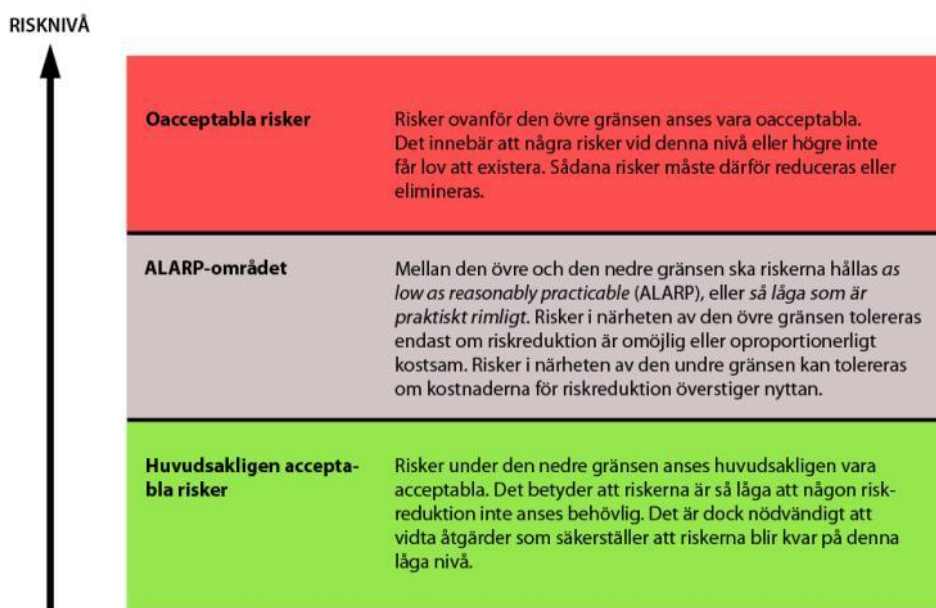 RISKNIVÅ
Oacceptabla risker
Risker ovanför den övre gränsen anses vara oacceptabla.
Det innebär att några risker vid denna nivå eller högre inte
får lov att existera. Sådana risker måste därför reduceras eller
elimineras.
ALARP-området
Mellan den övre och den nedre gränsen ska riskerna hållas as
low as reasonably practicable (ALARP), eller så låga som är
praktiskt rimligt. Risker i närheten av den övre gränsen tolereras
endast om riskreduktion är omöjlig eller oproportionerligt
kostsam. Risker i närheten av den undre gränsen kan tolereras
om kostnaderna för riskreduktion överstiger nyttan.
Huvudsakligen accepta-
bla risker
Risker under den nedre gränsen anses huvudsakligen vara
acceptabla. Det betyder att riskerna är så låga att någon risk-
reduktion inte anses behövlig. Det är dock nödvändigt att
vidta åtgärder som säkerställer att riskerna blir kvar på denna
låga nivå.